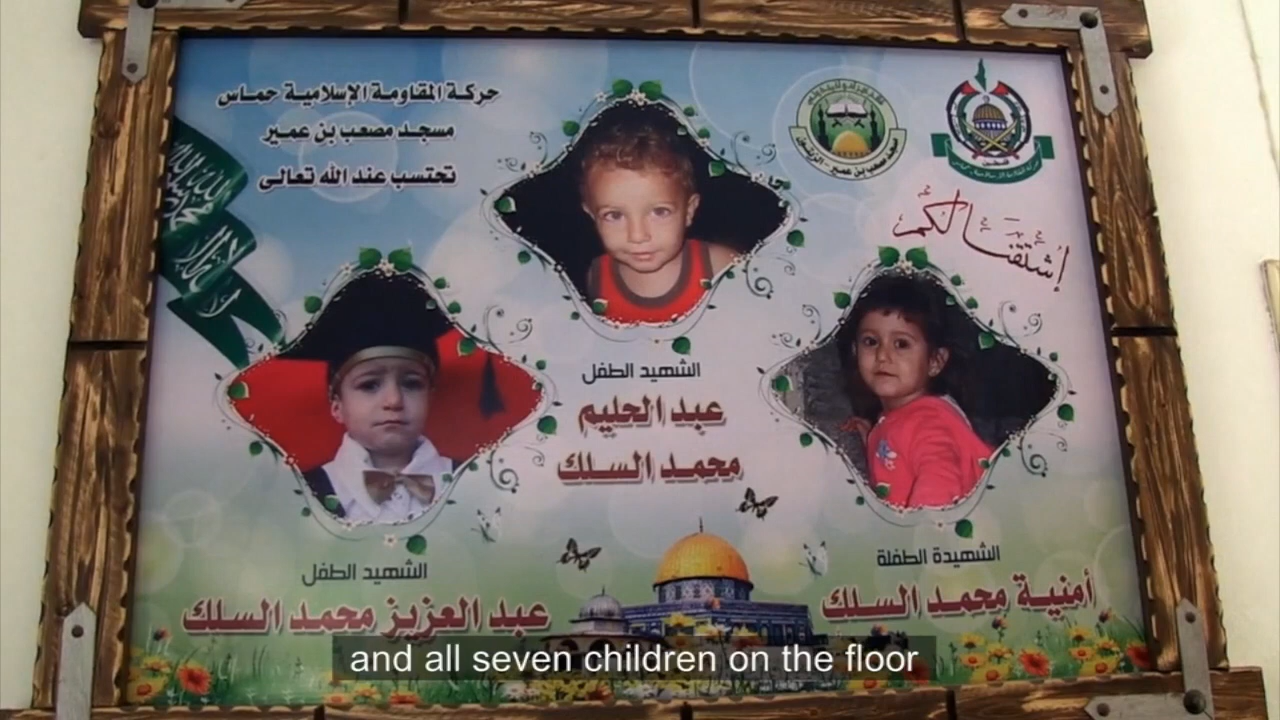 حركة المقاومة الإسلامية حماس
مسجد مصعب بن عمير
تحتسب عند الله تعالى
إشتقنا لكم
الشهيد الطفل
عبد الحليم
محمد السلك
الشهيدة الطفلة
أمنية محمد السلك
الشهيد الطفل
عبد العزيز محمد السلك
and all seven children on the floor